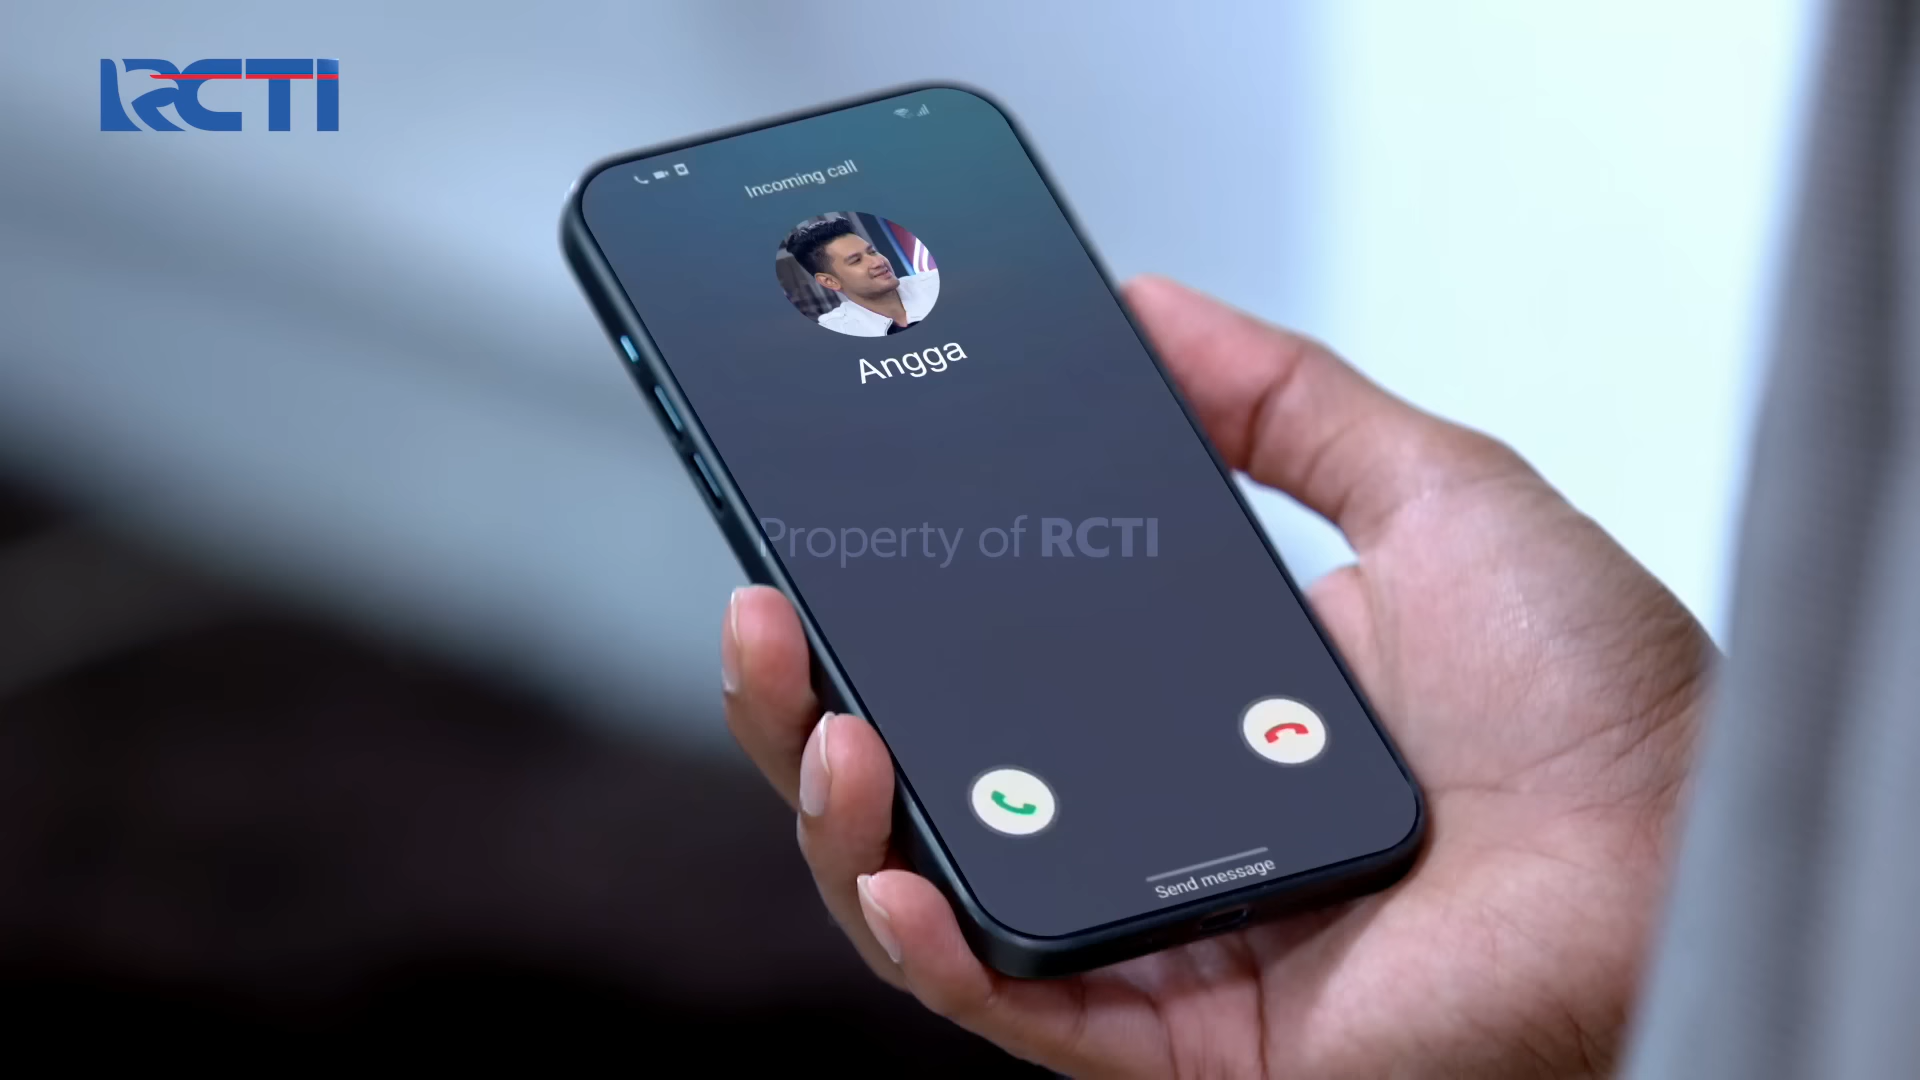 RCTI
Incoming call
Angga
Property of RCTI
Send message